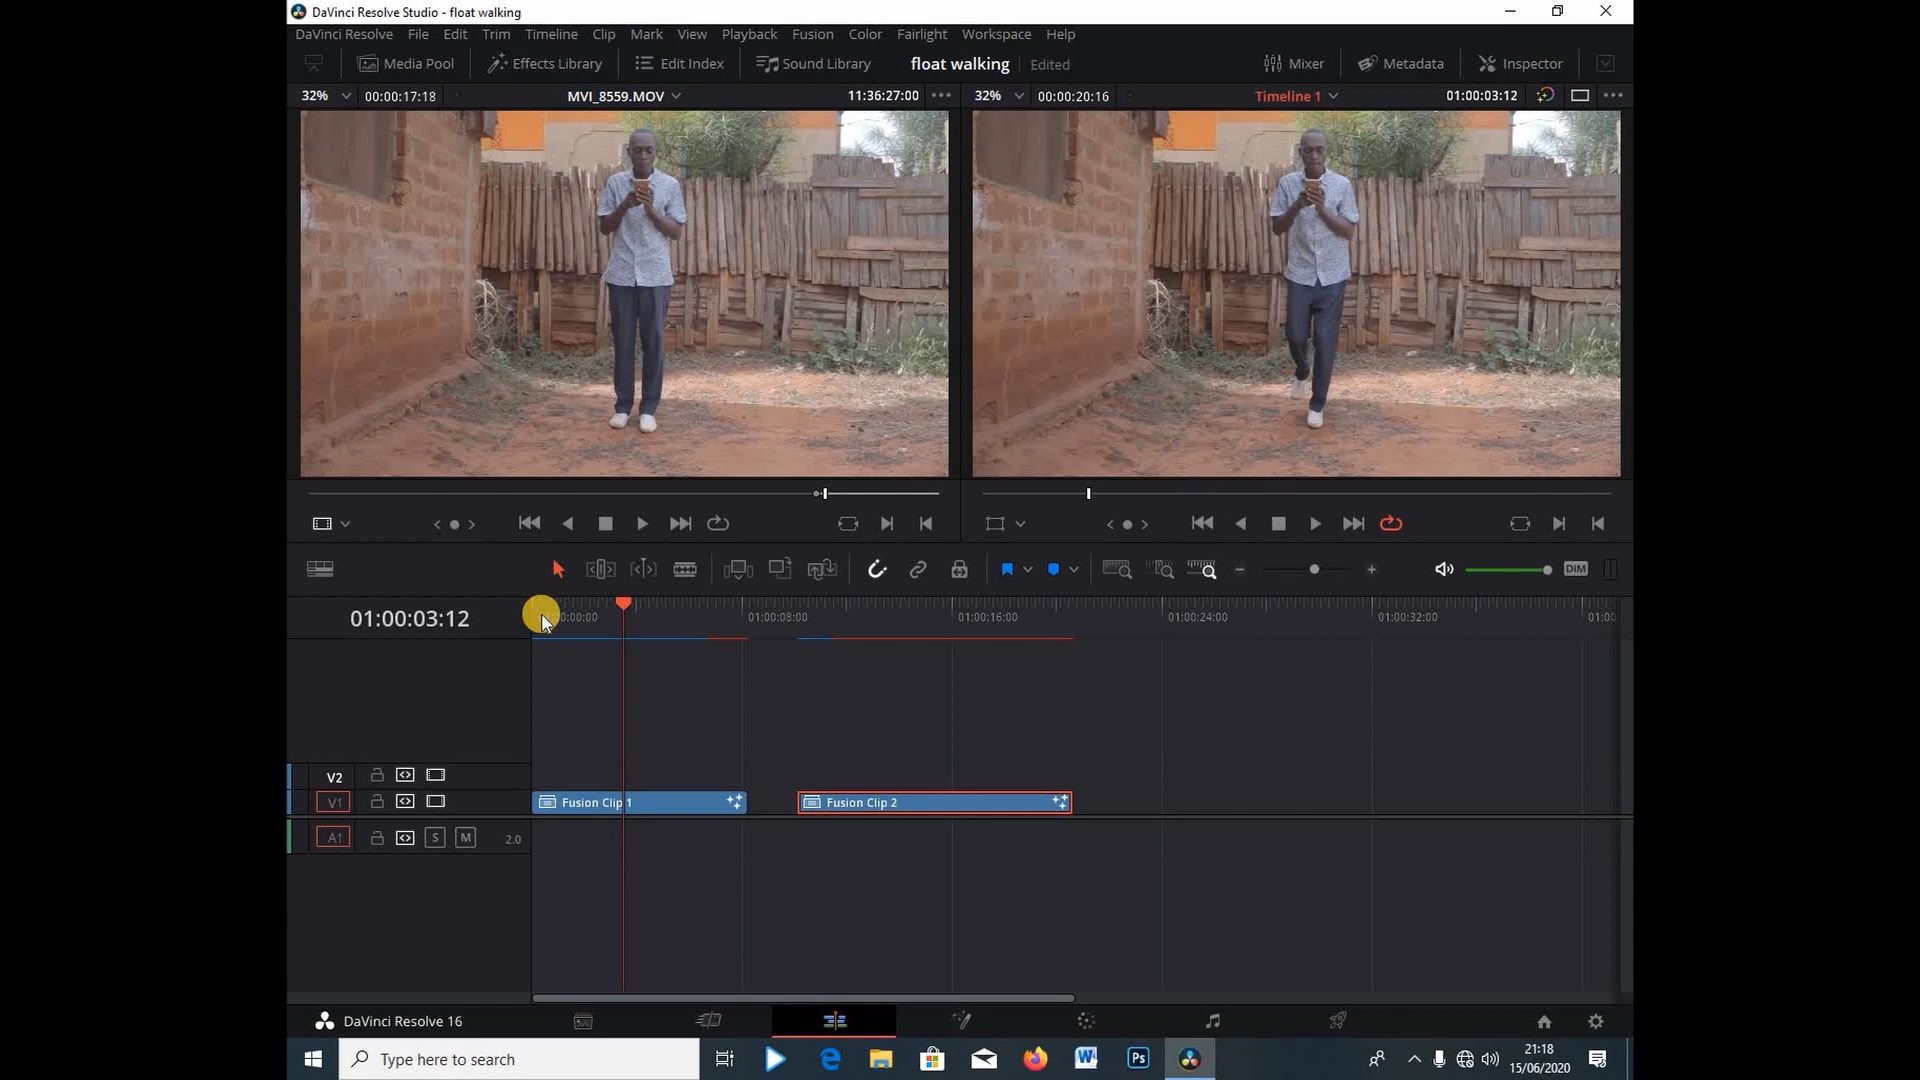 DaVinci Resolve Studio - float walking
DaVinci Resolve File Edit Trim Timeline Clip Mark View Playback Fusion Color Fairlight Workspace Help
Media Pool Effects Library Edit Index Sound Library float walking Edited Mixer Metadata Inspector
32% 00:00:17:18 MVI_8559.MOV 11:36:27:00 32% 00:00:20:16 Timeline 1 01:00:03:12
DIM
01:00:03:12 00:00 01:00:08:00 01:00:16:00 01:00:24:00 01:00:32:00 01:00
V2
V1 Fusion Clip 1 Fusion Clip 2
A1 S M 2.0
DaVinci Resolve 16
Type here to search W Ps 21:18
15/06/2020